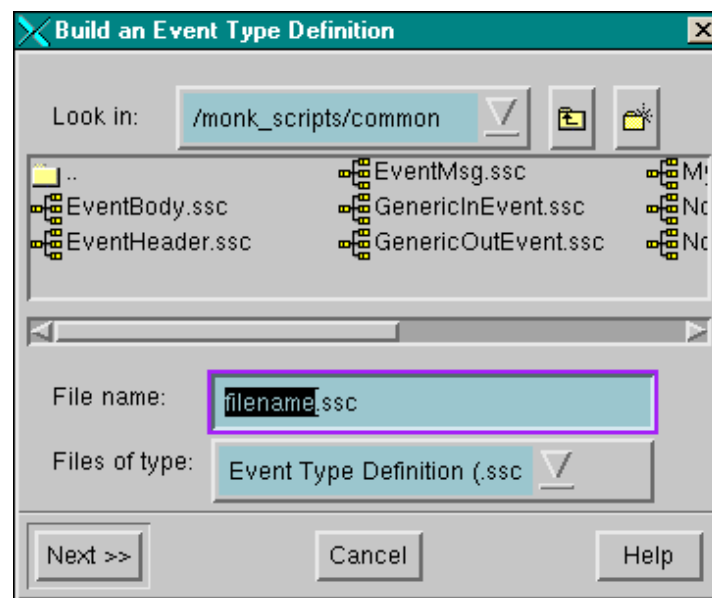 Build an Event Type Definition
Look in: /monk_scripts/common
.. EventMsg.ssc
EventBody.ssc GenericInEvent.ssc
EventHeader.ssc GenericOutEvent.ssc
File name: filename.ssc
Files of type: Event Type Definition (.ssc
Next >> Cancel Help